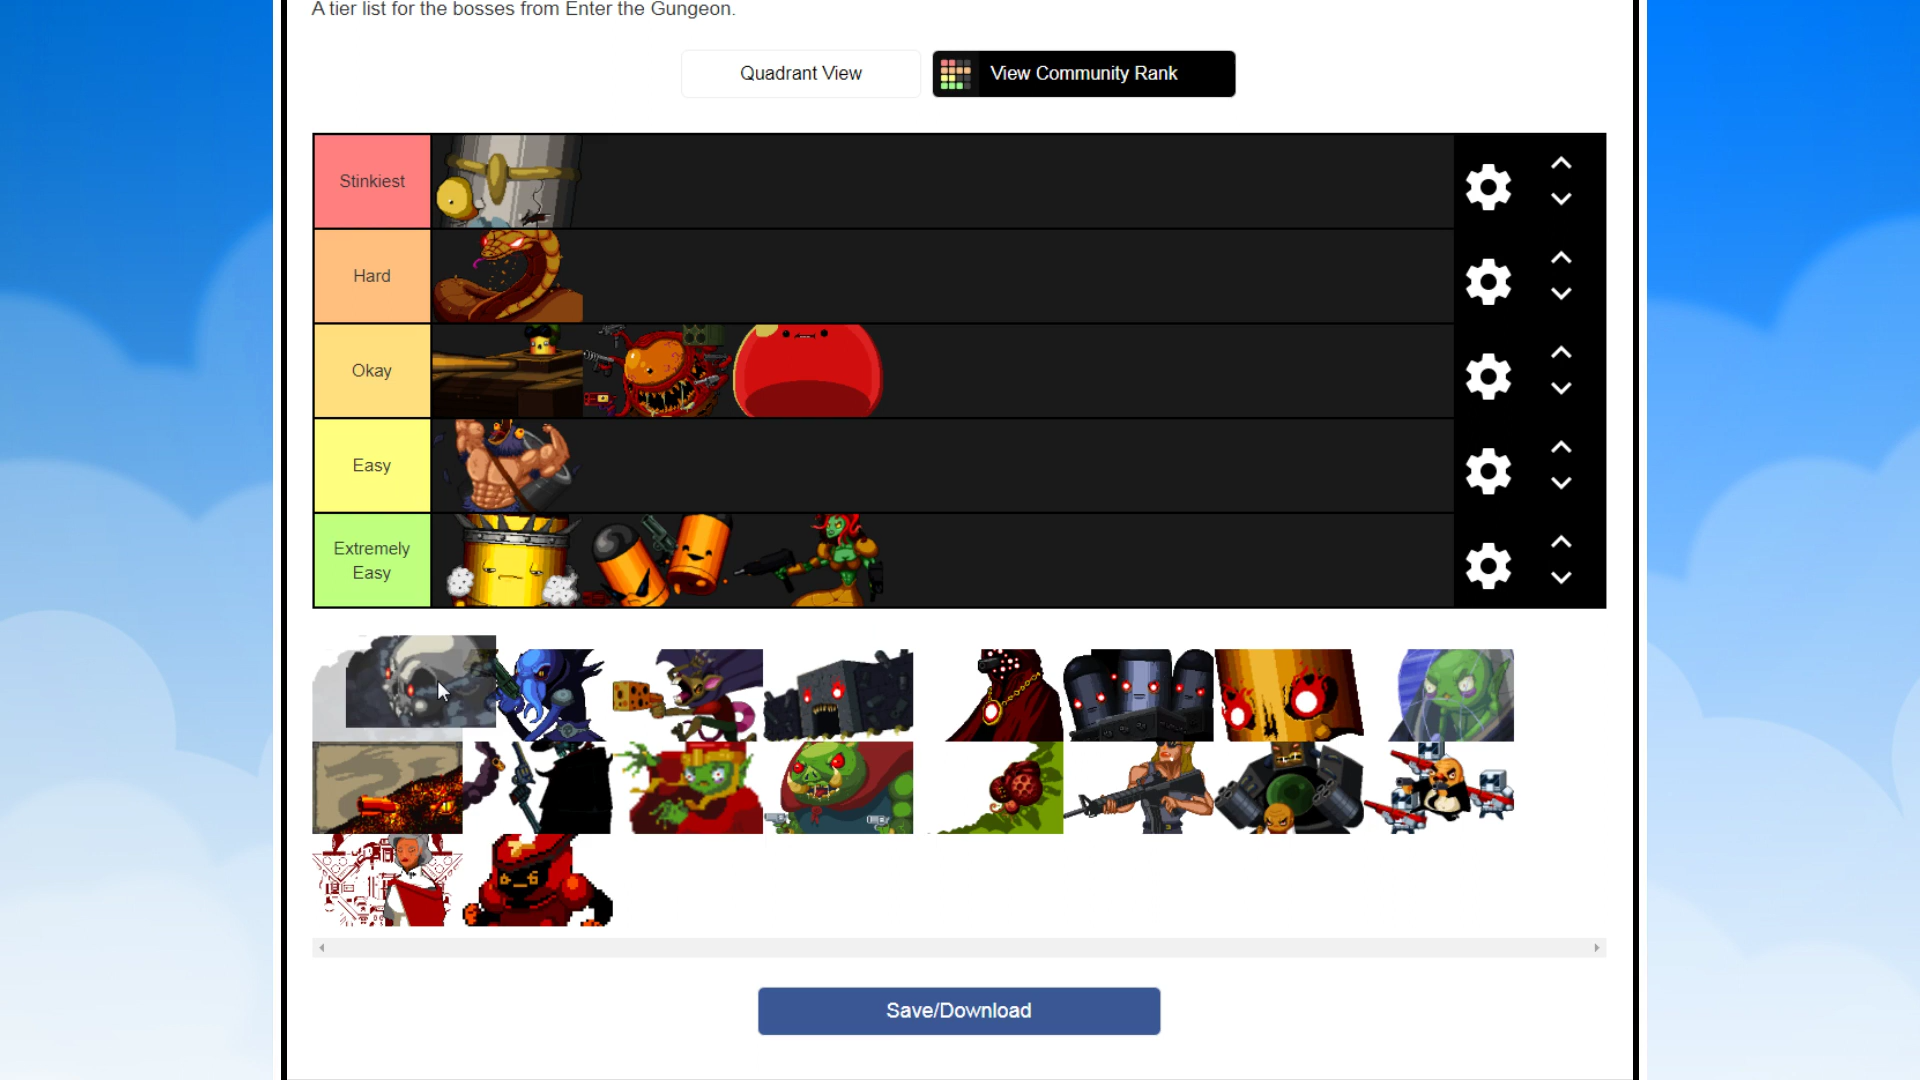 A tier list for the bosses from Enter the Gungeon.
Quadrant View
View Community Rank
Stinkiest
Hard
Okay
Easy
Extremely
Easy
Save/Download